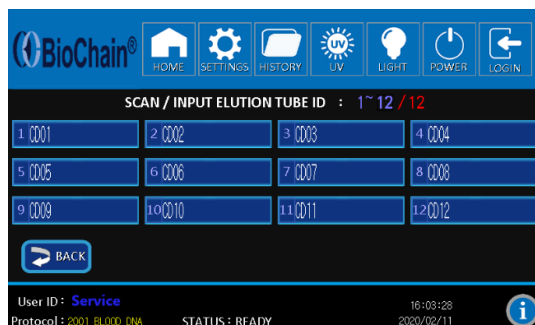 BioChain®
HOME SETTINGS HISTORY UV LIGHT POWER LOGIN
SCAN / INPUT ELUTION TUBE ID : 1~12 /12
1 CD01 2 CD02 3 CD03 4 CD04
5 CD05 6 CD06 7 CD07 8 CD08
9 CD09 10 CD10 11 CD11 12 CD12
BACK
User ID : Service 16:03:28
Protocol : 2001 BLOOD DNA STATUS : READY 2020/02/11